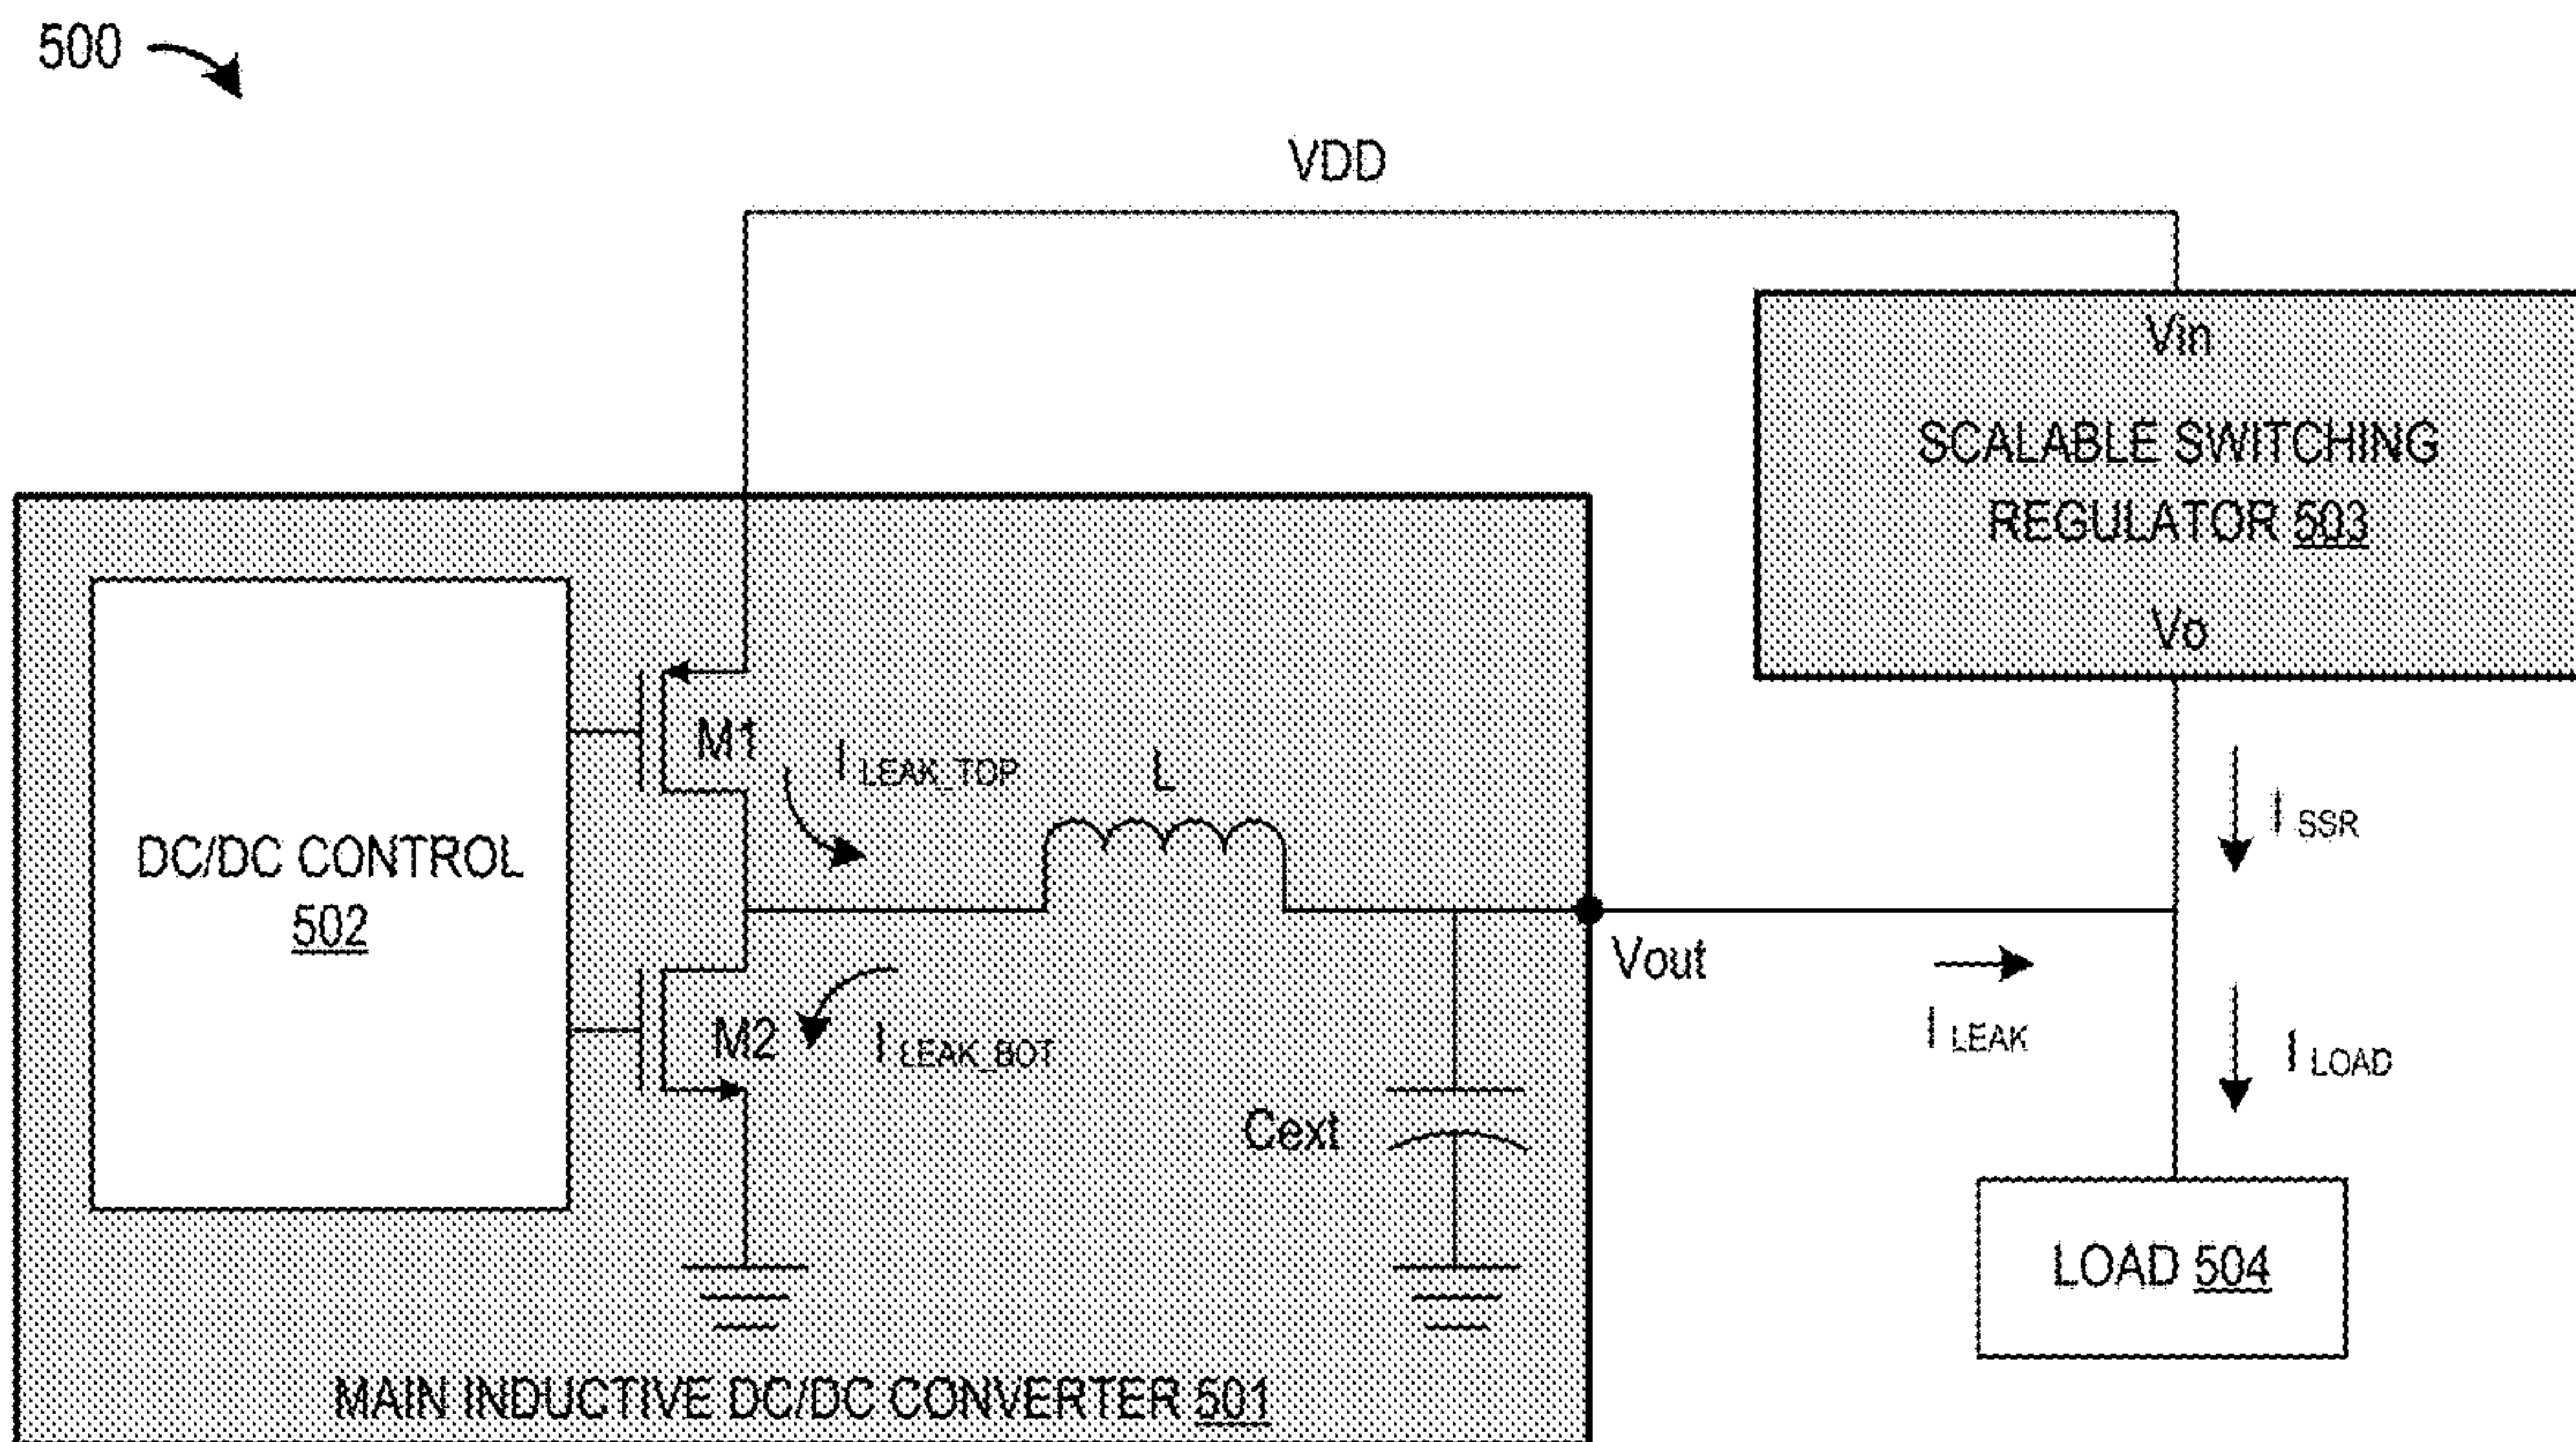 500
VDD
Vin
SCALABLE SWITCHING
REGULATOR 503
Vo
M1
I LEAK_TOP
L
I SSR
DC/DC CONTROL
502
Vout
M2
I LEAK_BOT
I LEAK
I LOAD
Cext
LOAD 504
MAIN INDUCTIVE DC/DC CONVERTER 501